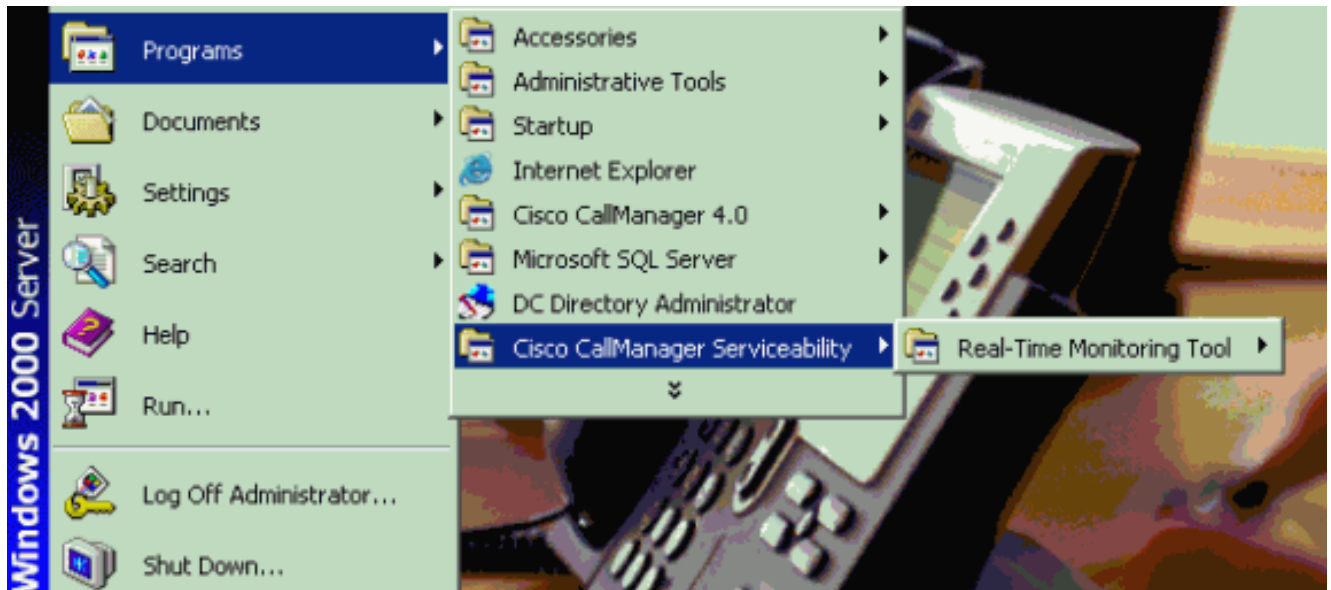 Windows 2000 Server
Programs
Documents
Settings
Search
Help
Run...
Log Off Administrator...
Shut Down...
Accessories
Administrative Tools
Startup
Internet Explorer
Cisco CallManager 4.0
Microsoft SQL Server
DC Directory Administrator
Cisco CallManager Serviceability
Real-Time Monitoring Tool